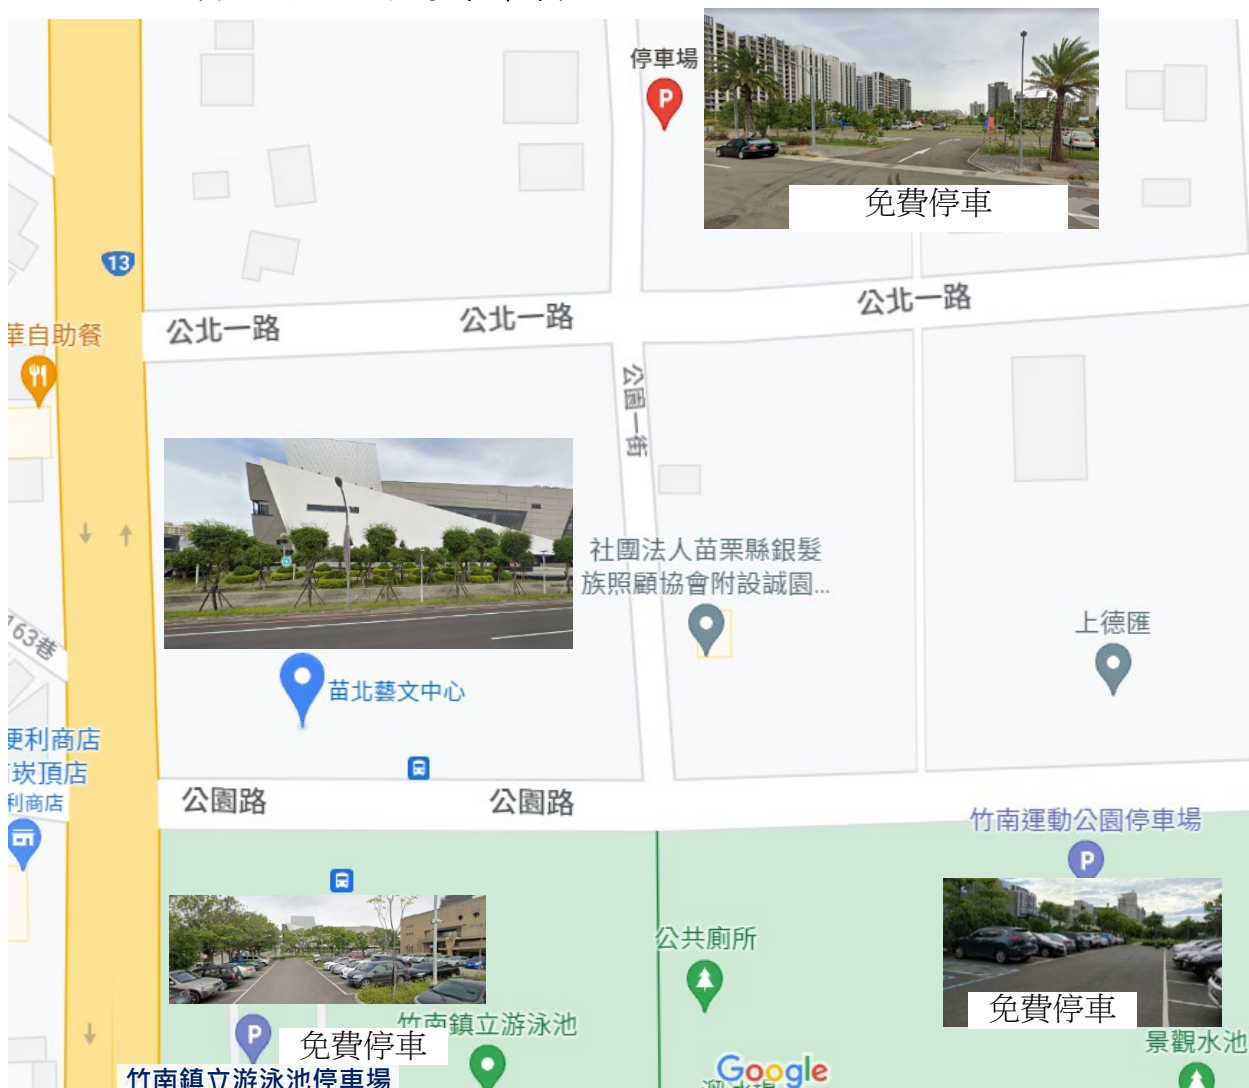 停車場
P
免費停車
13
公北一路
公北一路
公北一路
華自助餐
公園一街
社團法人苗栗縣銀髮
族照顧協會附設誠園...
上德匯
163巷
苗北藝文中心
便利商店
崁頂店
利商店
公園路
公園路
竹南運動公園停車場
P
公共廁所
免費停車
P
免費停車
竹南鎮立游泳池
竹南鎮立游泳池停車場
Google
景觀水池